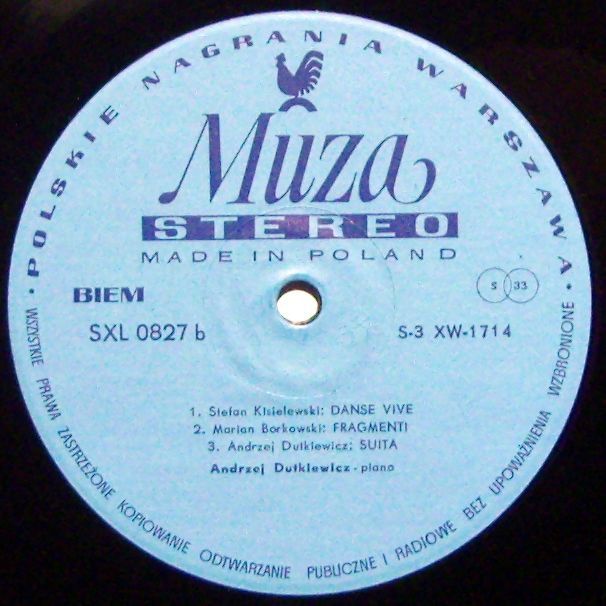 • POLSKIE NAGRANIA WARSZAWA •
Muza
STEREO
MADE IN POLAND
BIEM
S 33
SXL 0827 b
S-3 XW-1714
1. Stefan Kisielewski: DANSE VIVE
2. Marian Borkowski: FRAGMENTI
3. Andrzej Dutkiewicz: SUITA
Andrzej Dutkiewicz - piano
WSZYSTKIE PRAWA ZASTRZEŻONE KOPIOWANIE ODTWARZANIE PUBLICZNE I RADIOWE BEZ UPOWAŻNIENIA WZBRONIONE